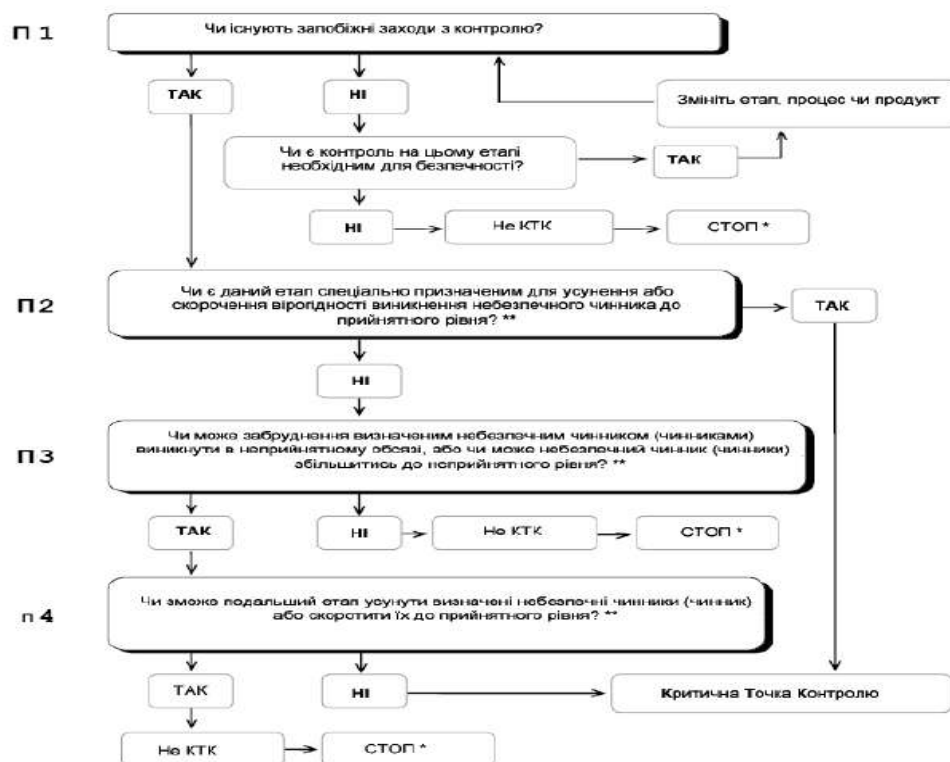 П 1
Чи існують запобіжні заходи з контролю?
ТАК
НІ
Змініть етап, процес чи продукт
Чи є контроль на цьому етапі
необхідним для безпечності?
ТАК
НІ
Не КТК
СТОП *
П2
Чи є даний етап спеціально призначеним для усунення або
скорочення вірогідності виникнення небезпечного чинника до
прийнятного рівня? **
ТАК
НІ
П3
Чи може забруднення визначеним небезпечним чинником (чинниками)
виникнути в неприйнятному обсязі, або чи може небезпечний чинник (чинники)
збільшитись до неприйнятного рівня? **
ТАК
НІ
Не КТК
СТОП *
п 4
Чи зможе подальший етап усунути визначені небезпечні чинники (чинник)
або скоротити їх до прийнятного рівня? **
ТАК
НІ
Критична Точка Контролю
Не КТК
СТОП *